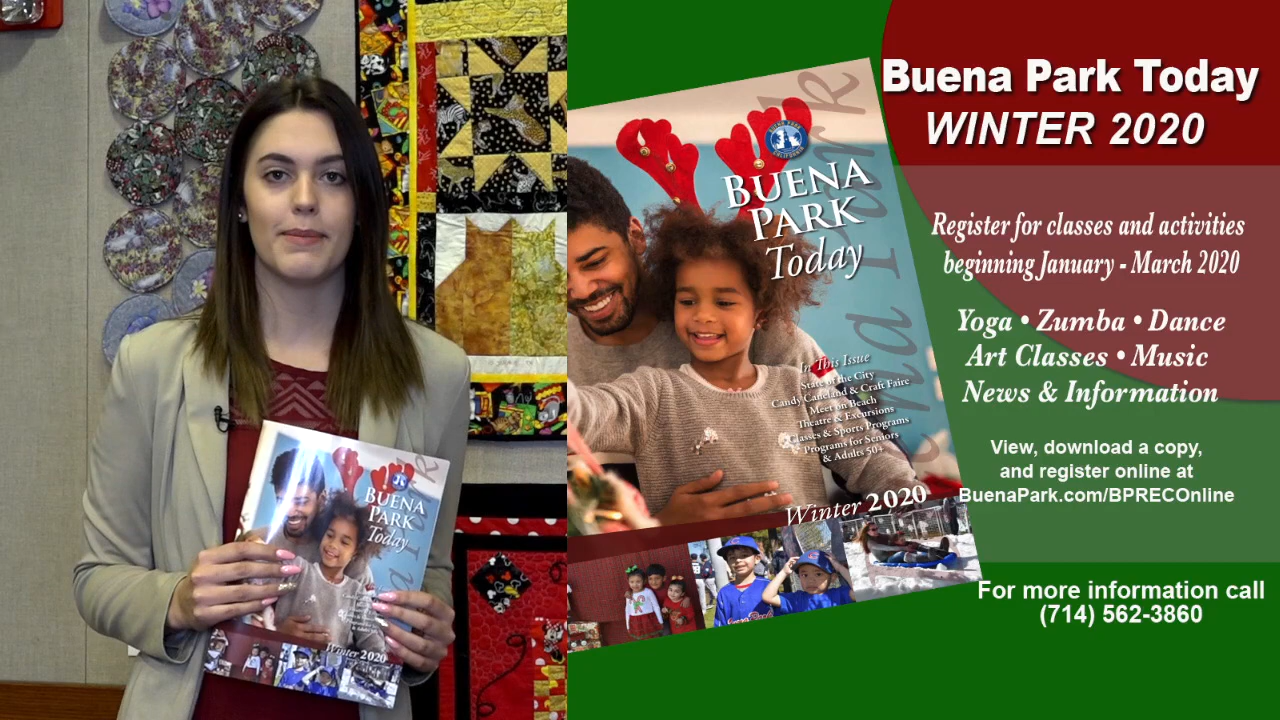 Buena Park Today
WINTER 2020
Register for classes and activities
beginning January - March 2020
Yoga • Zumba • Dance
Art Classes • Music
News & Information
View, download a copy,
and register online at
BuenaPark.com/BPRECOnline
For more information call
(714) 562-3860
BUENA
PARK
Today
In This Issue
State of the City
Candy Caneland & Craft Faire
Meet on Beach
Theatre & Excursions
Classes & Sports Programs
Programs for Seniors
& Adults 50+
Winter 2020
BUENA
PARK
Today
Winter 2020